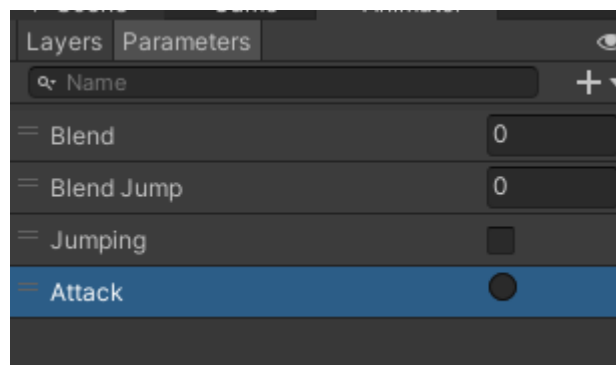 Layers Parameters
Name
Blend 0
Blend Jump 0
Jumping
Attack